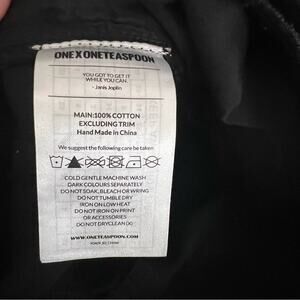 ONEXONETEASPOON
YOU GOT TO GET IT
WHILE YOU CAN.
- Janis Joplin
MAIN:100% COTTON
EXCLUDING TRIM
Hand Made in China
We suggest the following care be taken
COLD GENTLE MACHINE WASH
DARK COLOURS SEPARATELY
DO NOT SOAK, BLEACH OR WRING
DO NOT TUMBLE DRY
IRON ON LOW HEAT
DO NOT IRON ON PRINT
OR ACCESSORIES
DO NOT DRYCLEAN
WWW.ONETEASPOON.COM